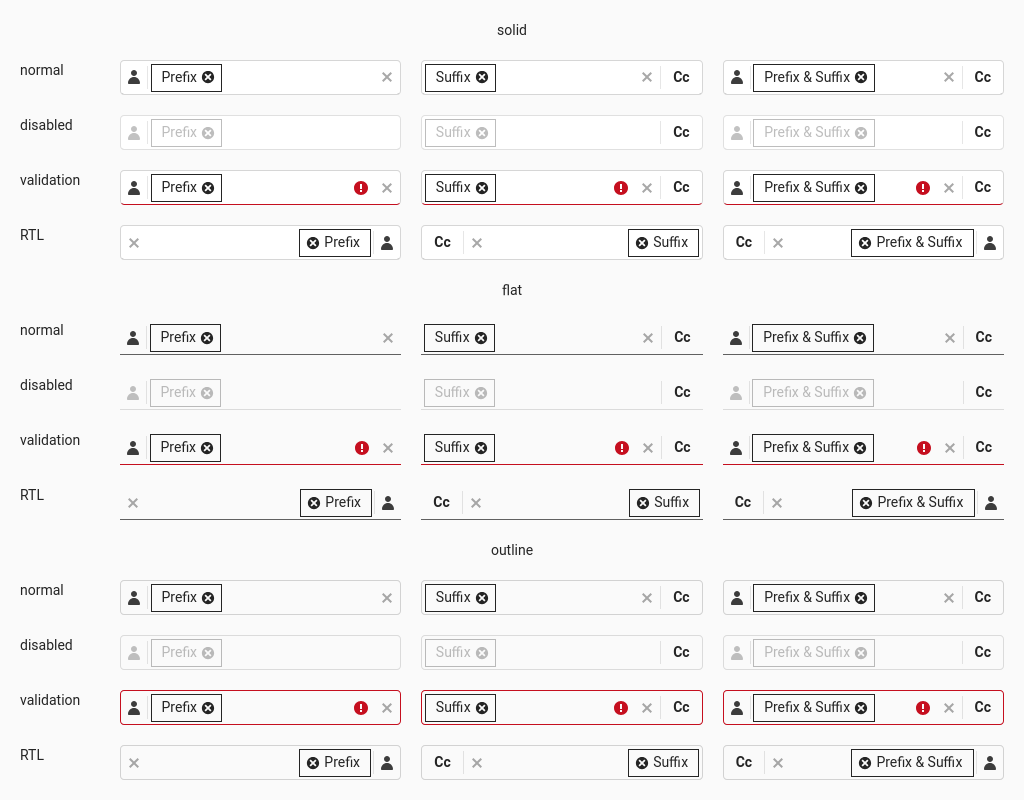 solid
normal Prefix Suffix Cc Prefix & Suffix Cc
disabled Prefix Suffix Cc Prefix & Suffix Cc
validation Prefix Suffix Cc Prefix & Suffix Cc
RTL Prefix Cc Suffix Cc Prefix & Suffix
flat
normal Prefix Suffix Cc Prefix & Suffix Cc
disabled Prefix Suffix Cc Prefix & Suffix Cc
validation Prefix Suffix Cc Prefix & Suffix Cc
RTL Prefix Cc Suffix Cc Prefix & Suffix
outline
normal Prefix Suffix Cc Prefix & Suffix Cc
disabled Prefix Suffix Cc Prefix & Suffix Cc
validation Prefix Suffix Cc Prefix & Suffix Cc
RTL Prefix Cc Suffix Cc Prefix & Suffix